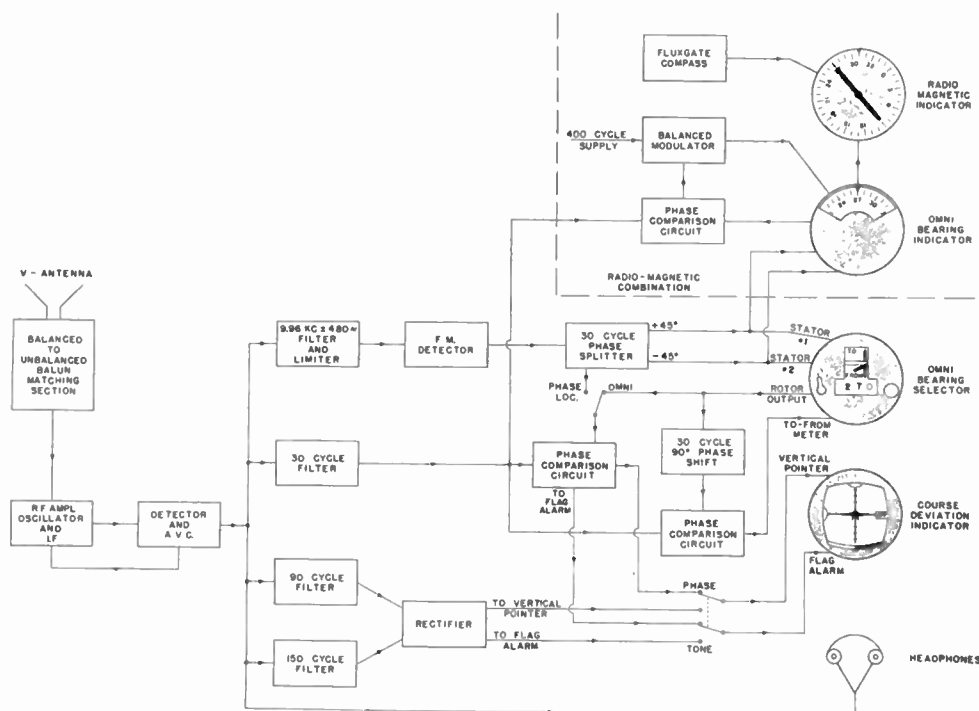 FLUXGATE
COMPASS
RADIO
MAGNETIC
INDICATOR
400 CYCLE
SUPPLY
BALANCED
MODULATOR
PHASE
COMPARISON
CIRCUIT
OMNI
BEARING
INDICATOR
RADIO-MAGNETIC
COMBINATION
V - ANTENNA
BALANCED
TO
UNBALANCED
BALUN
MATCHING
SECTION
9.96 KC ± 480~
FILTER
AND
LIMITER
F. M.
DETECTOR
30 CYCLE
PHASE
SPLITTER
+45°
-45°
STATOR
#1
STATOR
#2
TO
FROM
2 7 0
OMNI
BEARING
SELECTOR
PHASE
LOC.
OMNI
ROTOR
OUTPUT
TO-FROM
METER
30 CYCLE
FILTER
PHASE
COMPARISON
CIRCUIT
30 CYCLE
90° PHASE
SHIFT
VERTICAL
POINTER
TO
FLAG
ALARM
PHASE
COMPARISON
CIRCUIT
COURSE
DEVIATION
INDICATOR
FLAG
ALARM
R F AMPL
OSCILLATOR
AND
I.F
DETECTOR
AND
A V C.
90 CYCLE
FILTER
RECTIFIER
TO VERTICAL
POINTER
TO FLAG
ALARM
PHASE
TONE
150 CYCLE
FILTER
HEADPHONES